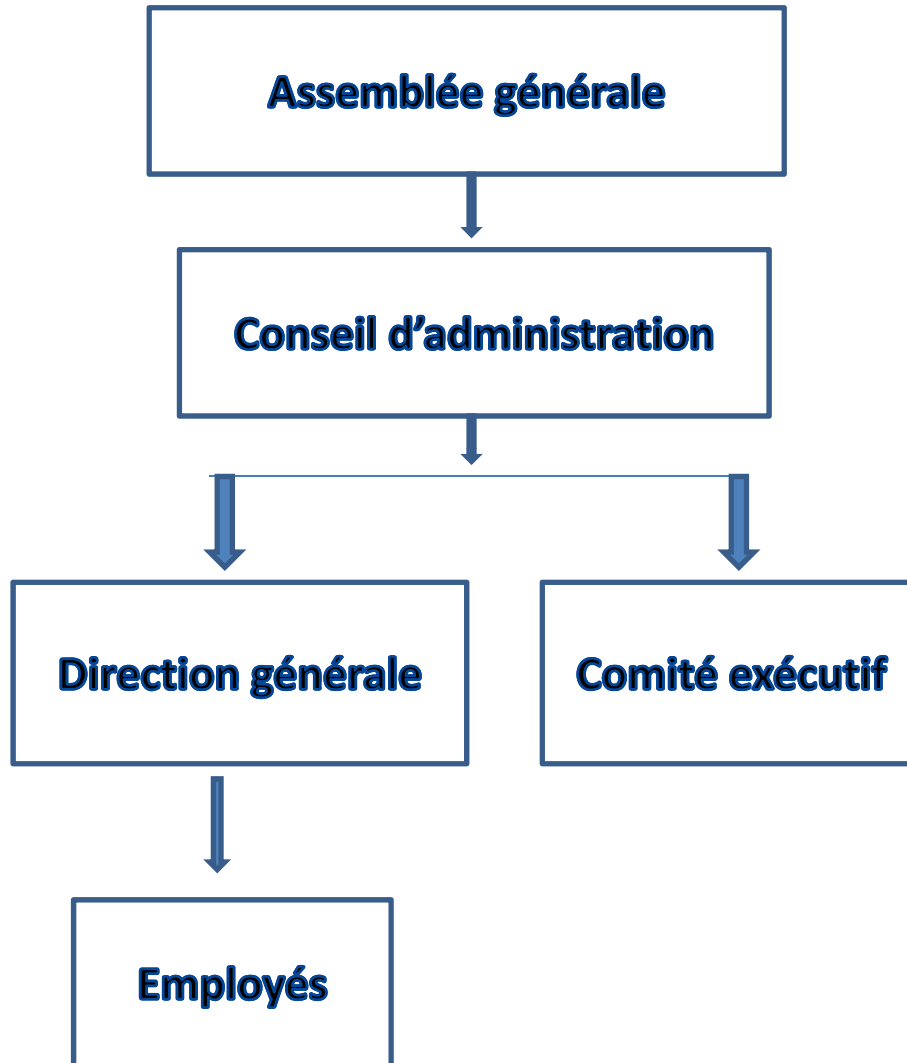 Assemblée générale
Conseil d’administration
Direction générale
Comité exécutif
Employés